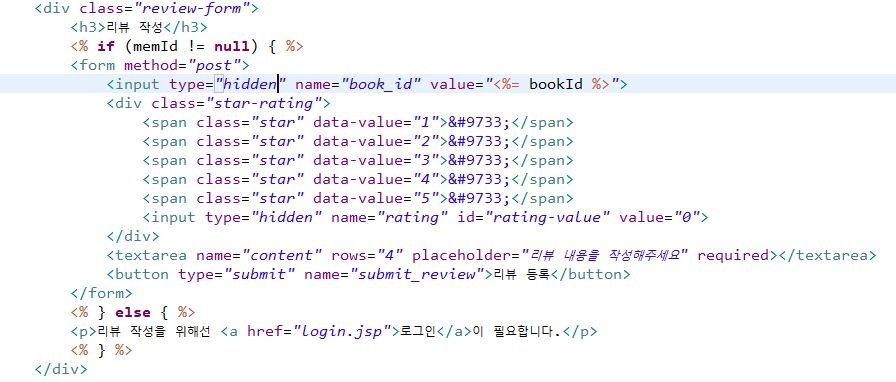 <div class="review-form">
<h3>리뷰 작성</h3>
<% if (memId != null) { %>
<form method="post">
<input type="hidden" name="book_id" value="<%= bookId %>">
<div class="star-rating">
<span class="star" data-value="1">&#9733;</span>
<span class="star" data-value="2">&#9733;</span>
<span class="star" data-value="3">&#9733;</span>
<span class="star" data-value="4">&#9733;</span>
<span class="star" data-value="5">&#9733;</span>
<input type="hidden" name="rating" id="rating-value" value="0">
</div>
<textarea name="content" rows="4" placeholder="리뷰 내용을 작성해주세요" required></textarea>
<button type="submit" name="submit_review">리뷰 등록</button>
</form>
<% } else { %>
<p>리뷰 작성을 위해선 <a href="login.jsp">로그인</a>이 필요합니다.</p>
<% } %>
</div>